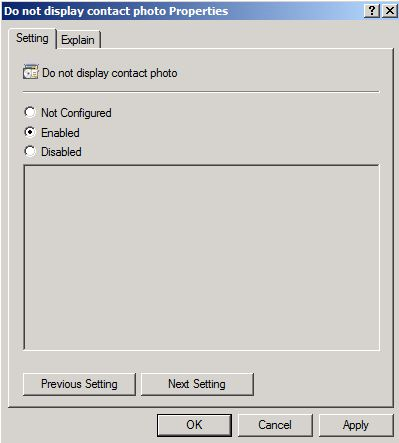 Do not display contact photo Properties
Setting Explain
Do not display contact photo
Not Configured
Enabled
Disabled
Previous Setting Next Setting
OK Cancel Apply